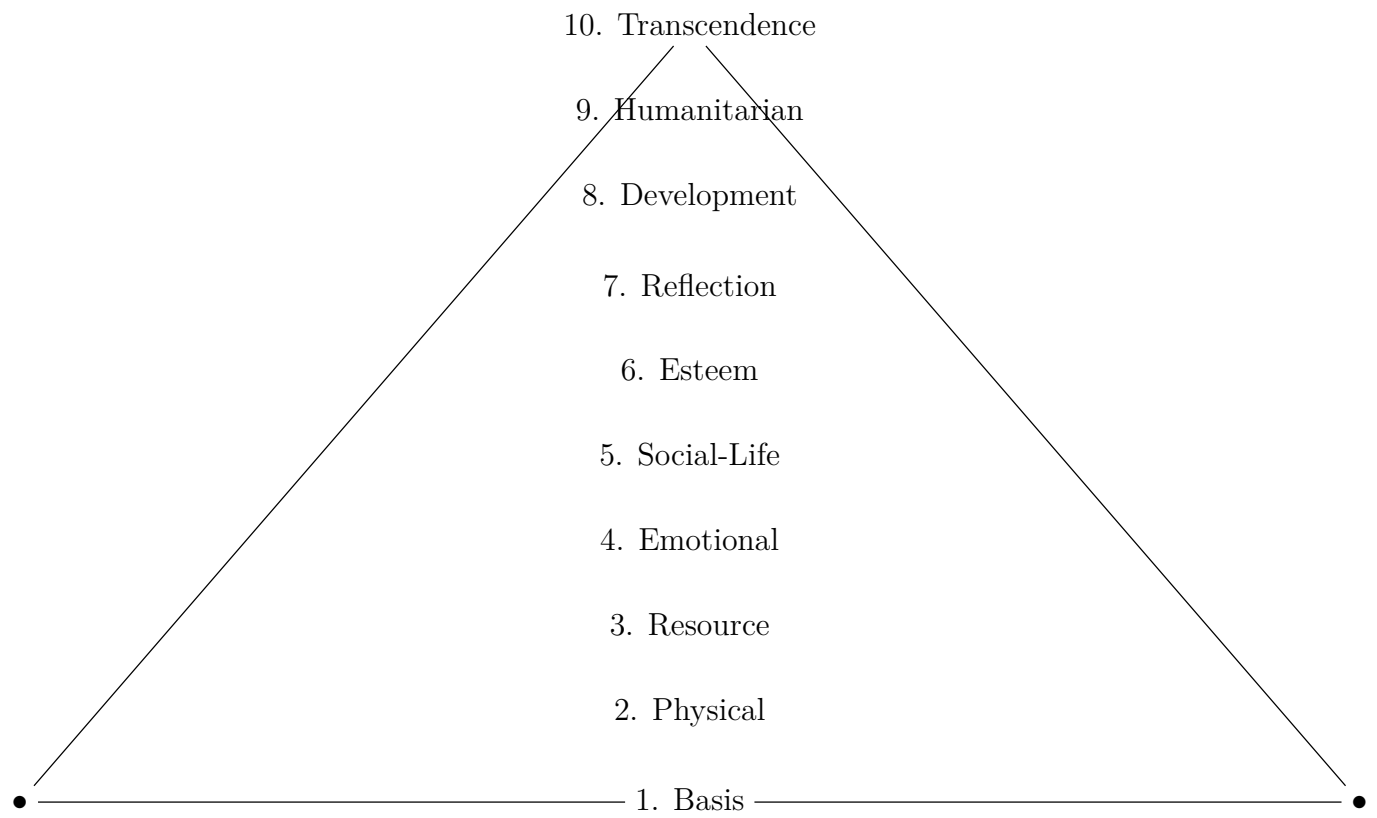 10. Transcendence
9. Humanitarian
8. Development
7. Reflection
6. Esteem
5. Social-Life
4. Emotional
3. Resource
2. Physical
1. Basis